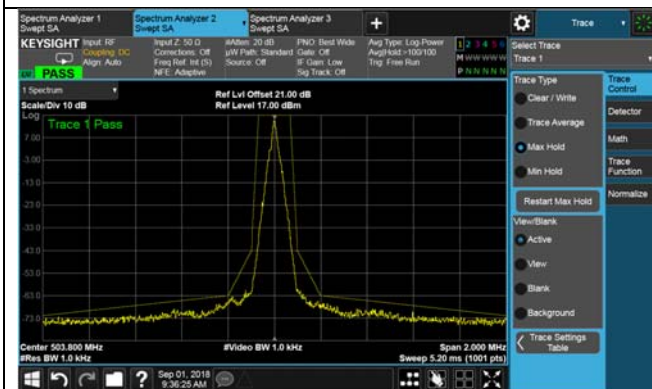 Spectrum Analyzer 1
Swept SA
Spectrum Analyzer 2
Swept SA
Spectrum Analyzer 3
Swept SA
+
Trace
KEYSIGHT
Input: RF
Coupling: DC
Align: Auto
Input Z: 50 Ω
Corrections: Off
Freq Ref: Int (S)
NFE: Adaptive
#Atten: 20 dB
µW Path: Standard
Source: Off
PNO: Best Wide
Gate: Off
IF Gain: Low
Sig Track: Off
Avg Type: Log-Power
Avg|Hold:>100/100
Trig: Free Run
1 2 3 4 5 6
M W W W W W
P N N N N N
PASS
1 Spectrum
Scale/Div 10 dB
Ref Lvl Offset 21.00 dB
Ref Level 17.00 dBm
Log
Trace 1 Pass
7.00
-3.00
-13.0
-23.0
-33.0
-43.0
-53.0
-63.0
-73.0
Center 503.800 MHz
#Res BW 1.0 kHz
#Video BW 1.0 kHz
Span 2.000 MHz
Sweep 5.20 ms (1001 pts)
Select Trace
Trace 1
Trace Type
Clear / Write
Trace Average
Max Hold
Min Hold
Restart Max Hold
View/Blank
Active
View
Blank
Background
Trace Settings
Table
Trace
Control
Detector
Math
Trace
Function
Normalize
?
Sep 01, 2018
9:36:25 AM